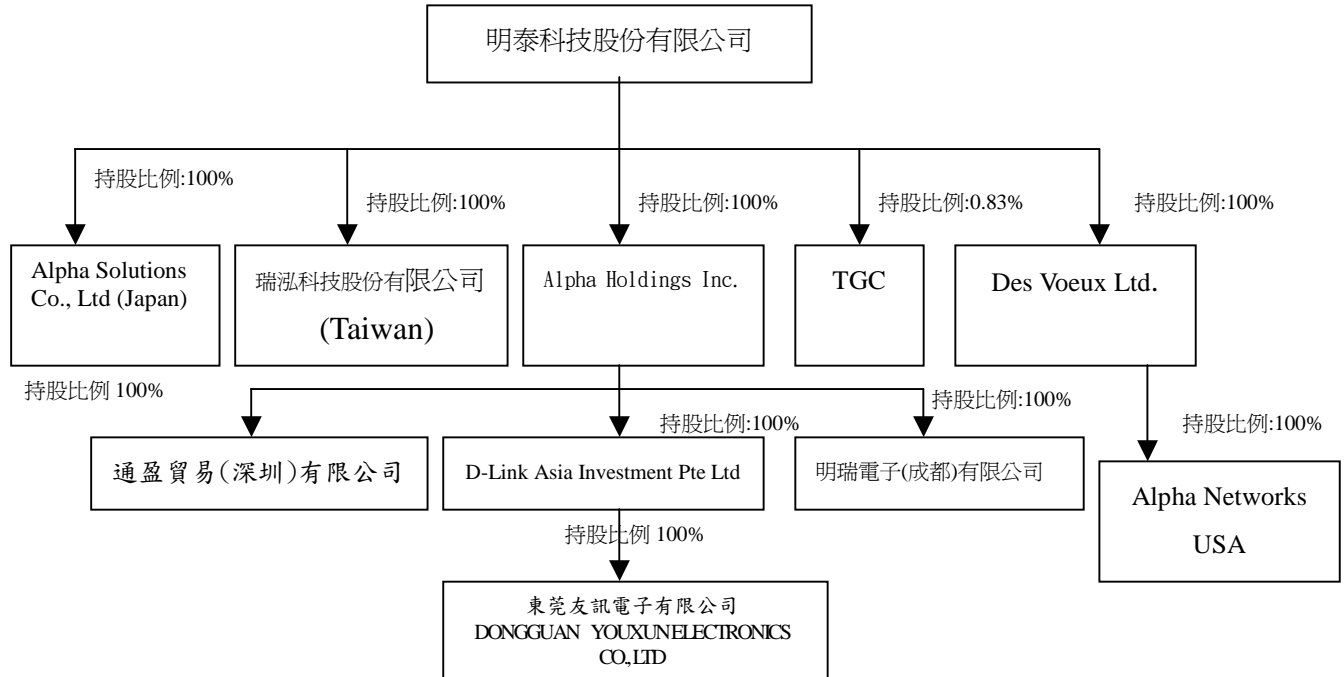 明泰科技股份有限公司
持股比例:100%
持股比例:100%
持股比例:100%
持股比例:0.83%
持股比例:100%
Alpha Solutions
Co., Ltd (Japan)
瑞泓科技股份有限公司
(Taiwan)
Alpha Holdings Inc.
TGC
Des Voeux Ltd.
持股比例 100%
持股比例:100%
持股比例:100%
持股比例:100%
通盈貿易(深圳)有限公司
D-Link Asia Investment Pte Ltd
明瑞電子(成都)有限公司
Alpha Networks
USA
持股比例 100%
東莞友訊電子有限公司
DONGGUAN YOUXUN ELECTRONICS
CO., LTD